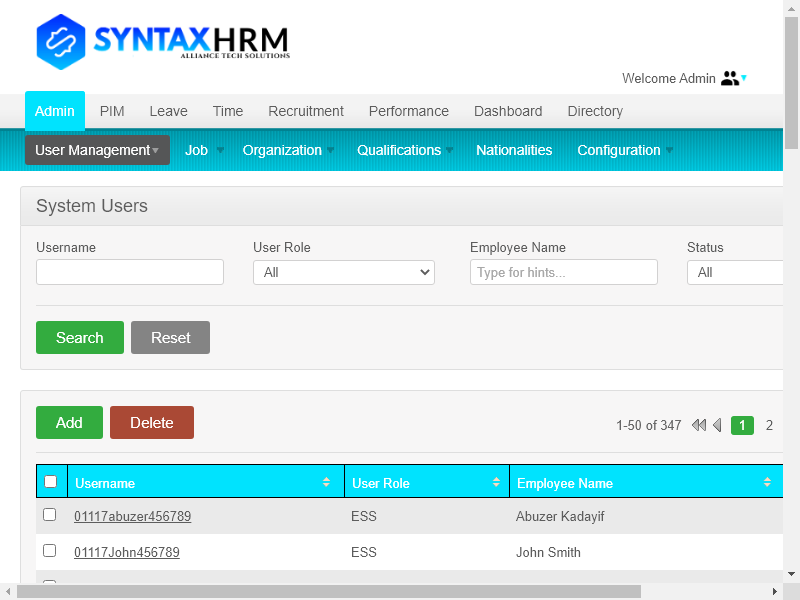 SYNTAXHRM
ALLIANCE TECH SOLUTIONS
Welcome Admin
Admin PIM Leave Time Recruitment Performance Dashboard Directory
User Management Job Organization Qualifications Nationalities Configuration
System Users
Username User Role Employee Name Status
All Type for hints... All
Search Reset
Add Delete 1-50 of 347 1 2
Username User Role Employee Name
01117abuzer456789 ESS Abuzer Kadayif
01117John456789 ESS John Smith